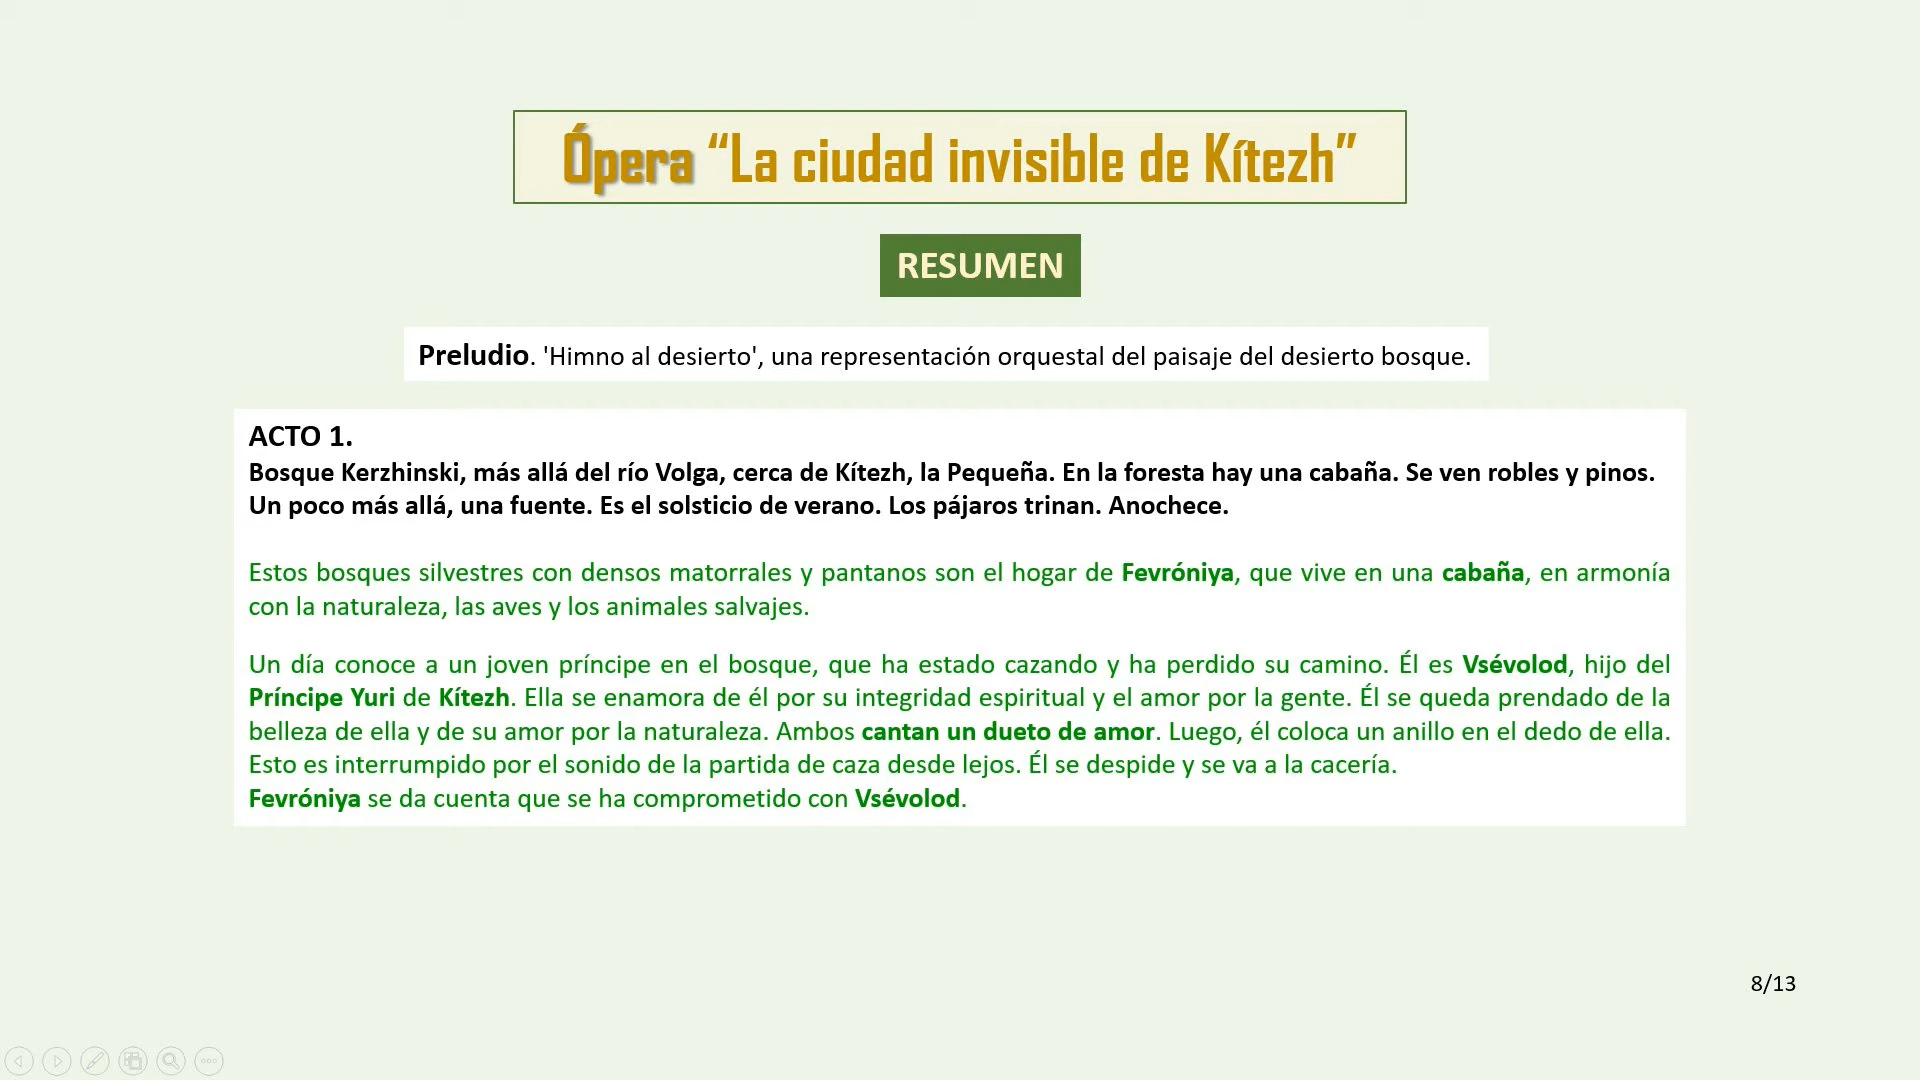 Ópera “La ciudad invisible de Kítezh”
RESUMEN
Preludio. 'Himno al desierto', una representación orquestal del paisaje del desierto bosque.
ACTO 1.
Bosque Kerzhinski, más allá del río Volga, cerca de Kítezh, la Pequeña. En la foresta hay una cabaña. Se ven robles y pinos.
Un poco más allá, una fuente. Es el solsticio de verano. Los pájaros trinan. Anochece.
Estos bosques silvestres con densos matorrales y pantanos son el hogar de Fevróniya, que vive en una cabaña, en armonía
con la naturaleza, las aves y los animales salvajes.
Un día conoce a un joven príncipe en el bosque, que ha estado cazando y ha perdido su camino. Él es Vsévolod, hijo del
Príncipe Yuri de Kítezh. Ella se enamora de él por su integridad espiritual y el amor por la gente. Él se queda prendado de la
belleza de ella y de su amor por la naturaleza. Ambos cantan un dueto de amor. Luego, él coloca un anillo en el dedo de ella.
Esto es interrumpido por el sonido de la partida de caza desde lejos. Él se despide y se va a la cacería.
Fevróniya se da cuenta que se ha comprometido con Vsévolod.
8/13